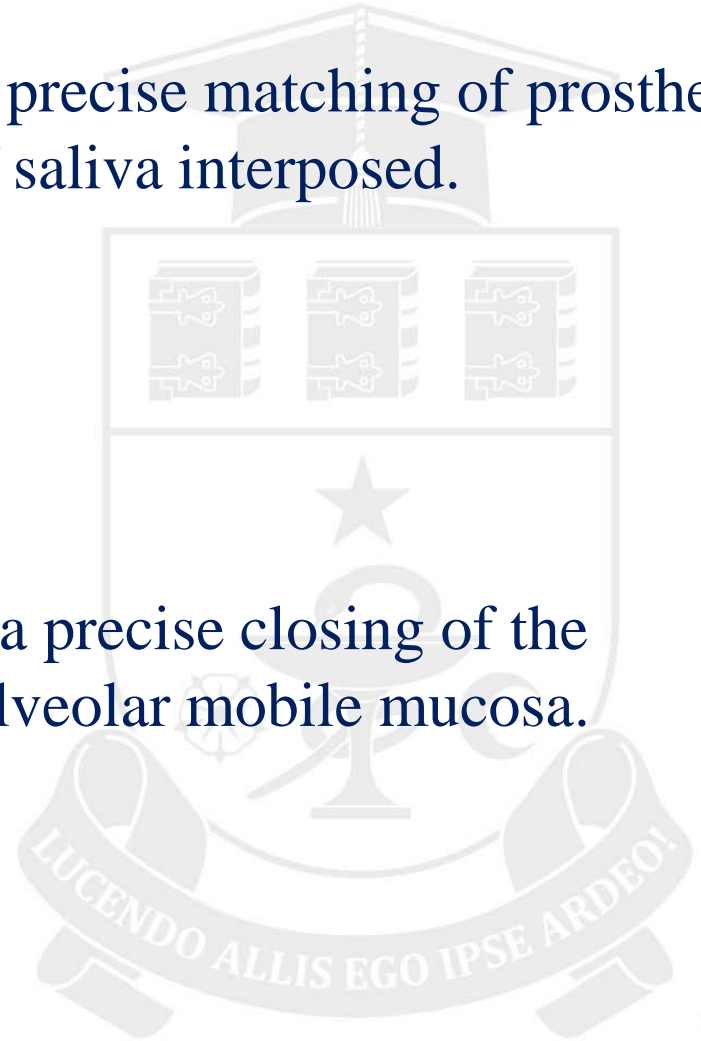 precise matching of prosthe
saliva interposed.
a precise closing of the
lveolar mobile mucosa.
LUCENDO ALLIS EGO IPSE ARDEO!